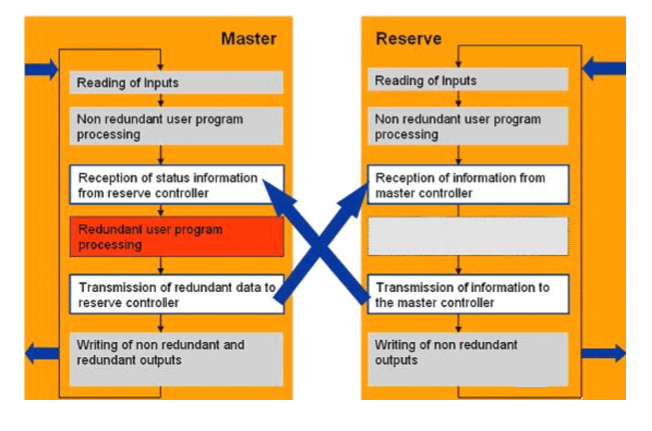 Master
Reading of Inputs
Non redundant user program
processing
Reception of status information
from reserve controller
Redundant user program
processing
Transmission of redundant data to
reserve controller
Writing of non redundant and
redundant outputs
Reserve
Reading of Inputs
Non redundant user program
processing
Reception of information from
master controller
Transmission of information to
the master controller
Writing of non redundant
outputs